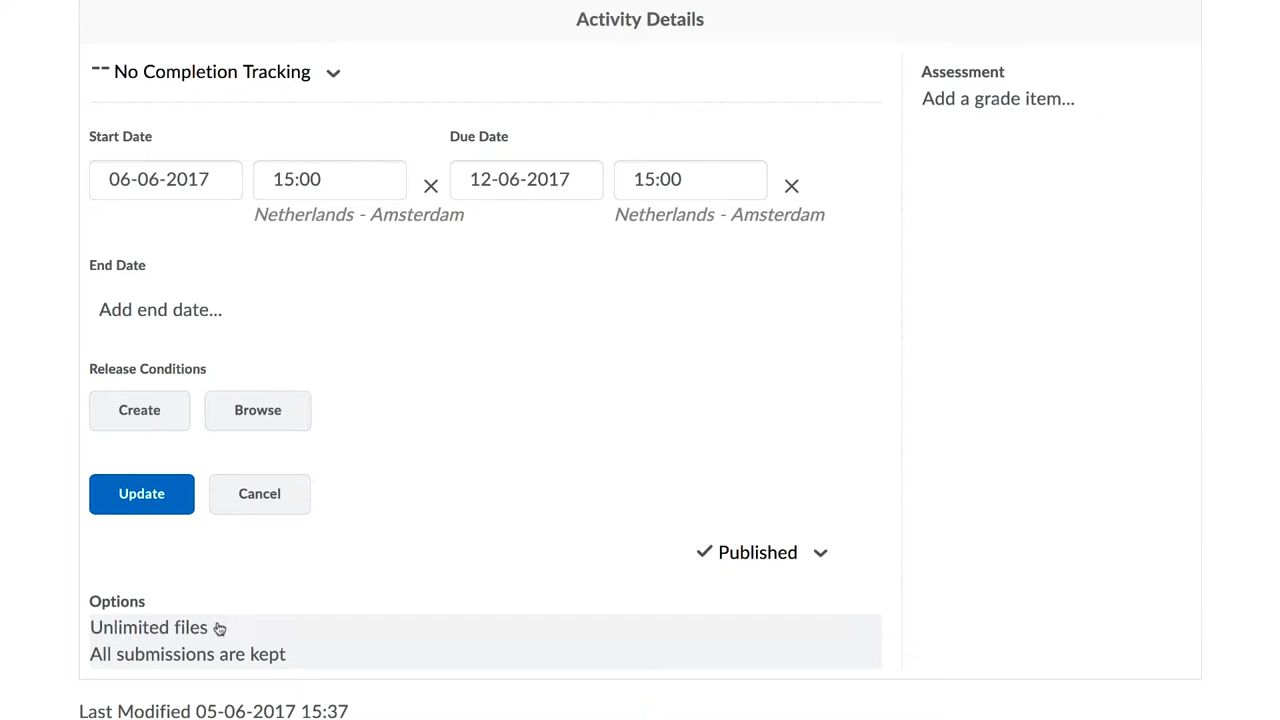 Activity Details
-- No Completion Tracking
Assessment
Add a grade item...
Start Date
Due Date
06-06-2017
15:00
12-06-2017
15:00
Netherlands - Amsterdam
Netherlands - Amsterdam
End Date
Add end date...
Release Conditions
Create
Browse
Update
Cancel
Published
Options
Unlimited files
All submissions are kept
Last Modified 05-06-2017 15:37